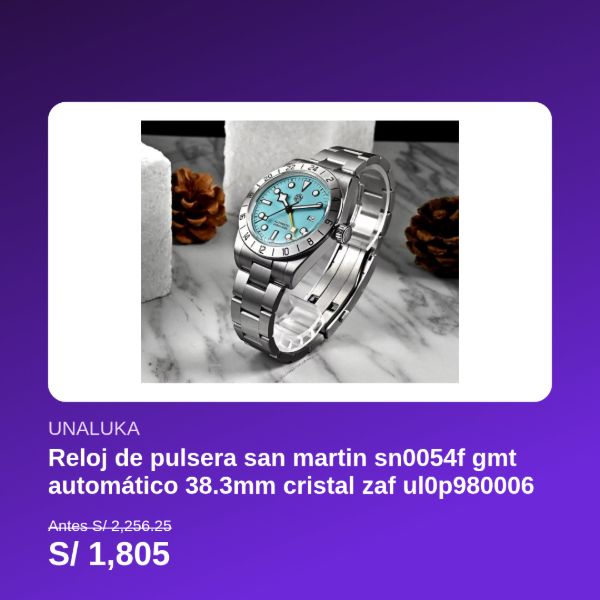 UNALUKA
Reloj de pulsera san martin sn0054f gmt
automático 38.3mm cristal zaf ul0p980006
Antes S/ 2,256.25
S/ 1,805